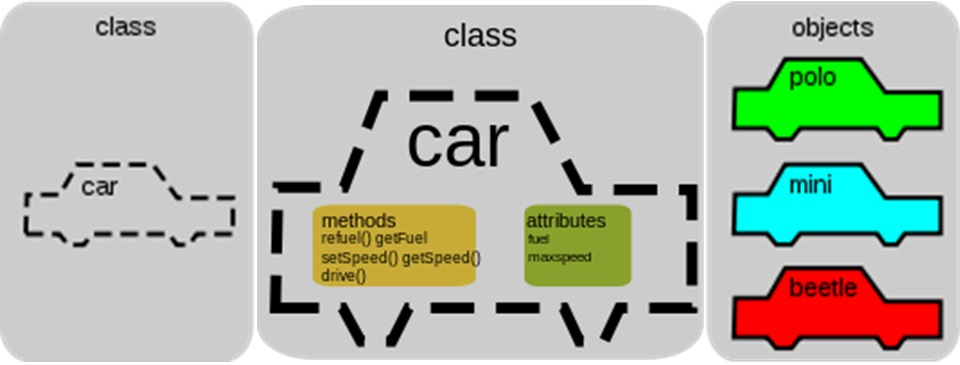 class
car
class
car
methods
refuel() getFuel
setSpeed() getSpeed()
drive()
attributes
fuel
maxspeed
objects
polo
mini
beetle